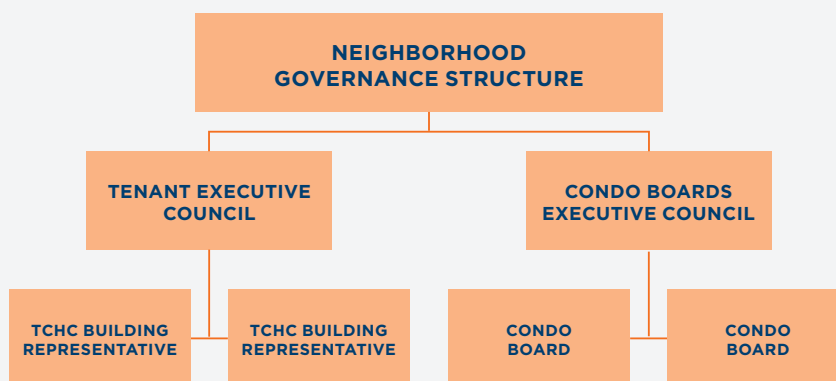 NEIGHBORHOOD
GOVERNANCE STRUCTURE
TENANT EXECUTIVE
COUNCIL
CONDO BOARDS
EXECUTIVE COUNCIL
TCHC BUILDING
REPRESENTATIVE
TCHC BUILDING
REPRESENTATIVE
CONDO
BOARD
CONDO
BOARD